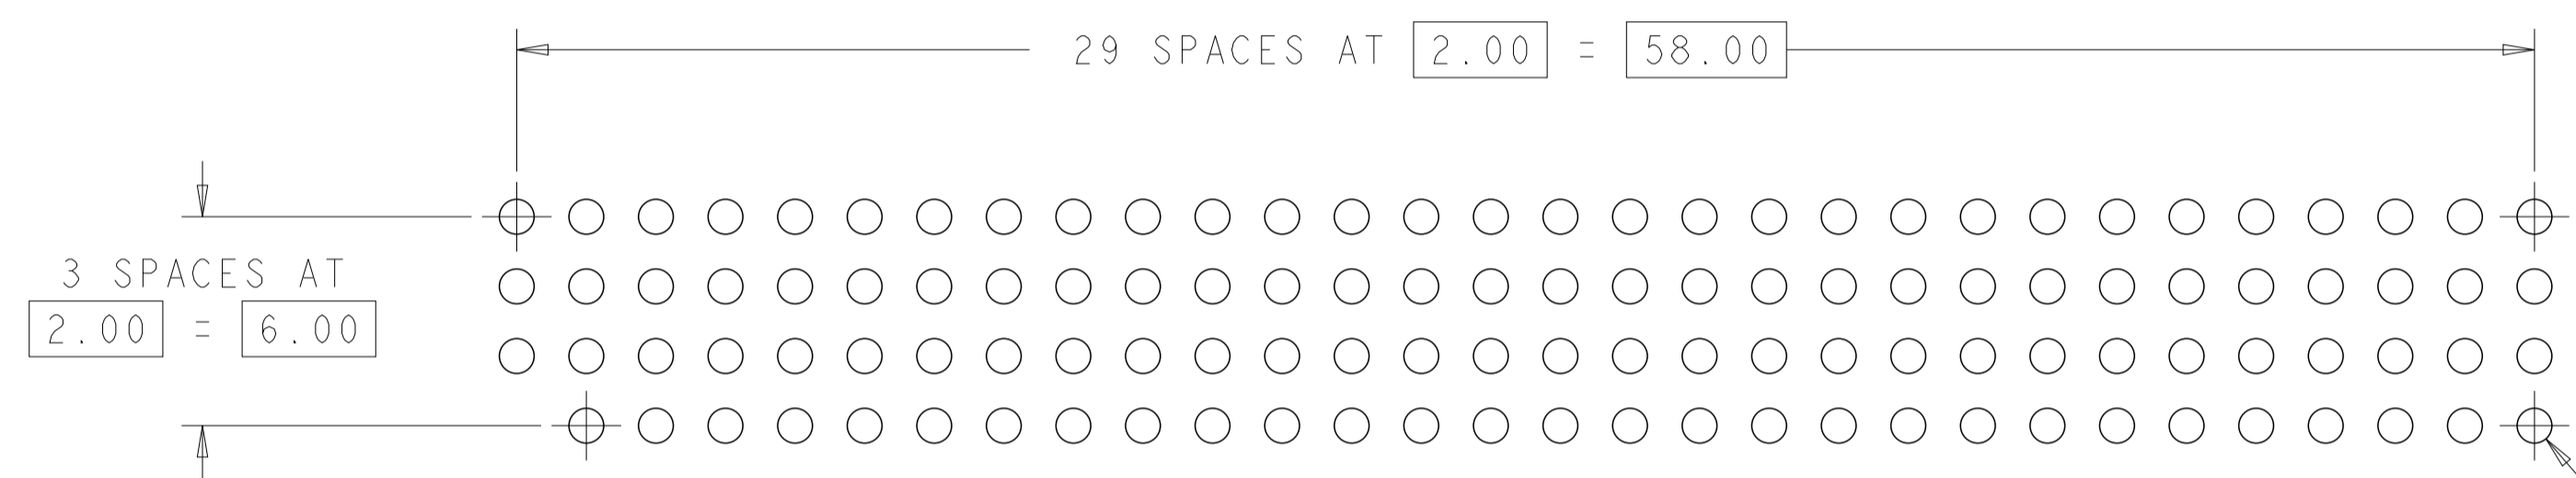 29 SPACES AT 2.00 = 58.00
3 SPACES AT
2.00 = 6.00